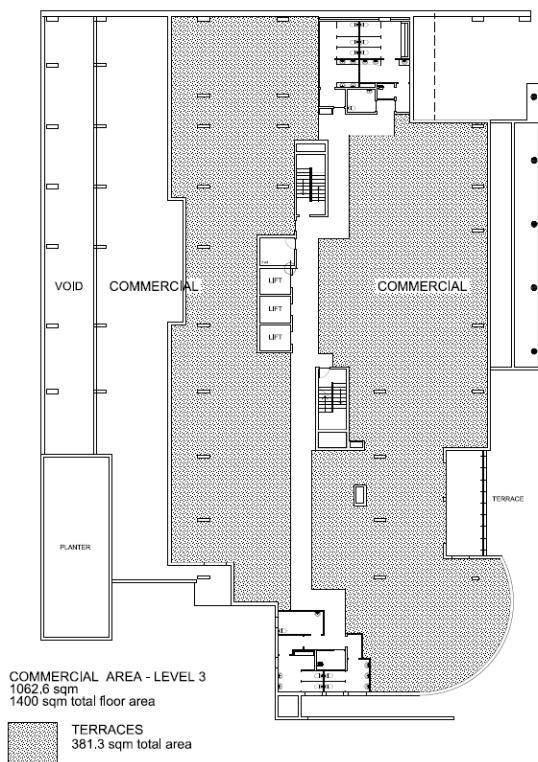 VOID
COMMERCIAL
COMMERCIAL
LIFT
LIFT
LIFT
PLANTER
TERRACE
COMMERCIAL AREA - LEVEL 3
1062,6 sqm
1400 sqm total floor area
TERRACES
381.3 sqm total area